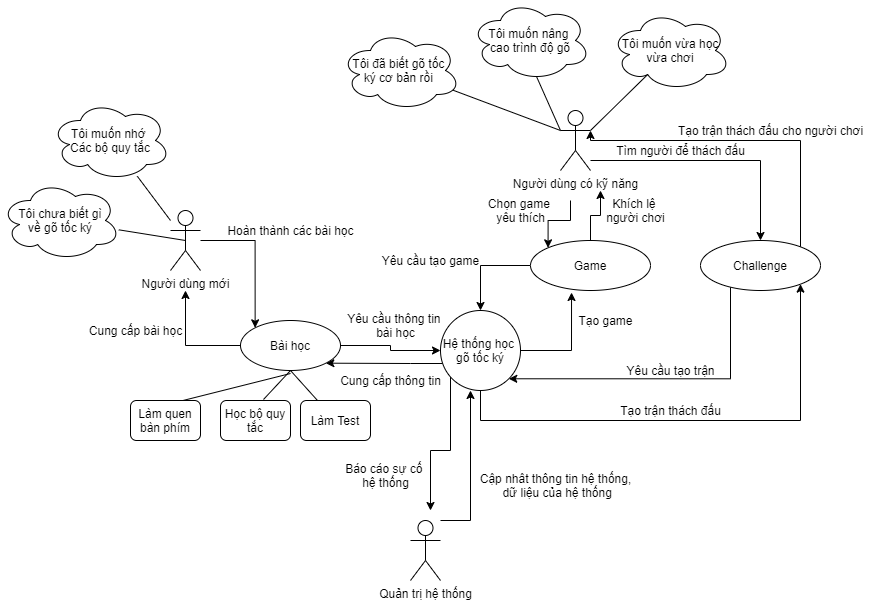 Tôi muốn nâng
cao trình độ gõ
Tôi muốn vừa học
vừa chơi
Tôi đã biết gõ tốc
ký cơ bản rồi
Tôi muốn nhớ
Các bộ quy tắc
Tạo trận thách đấu cho người chơi
Tìm người để thách đấu
Người dùng có kỹ năng
Tôi chưa biết gì
về gõ tốc ký
Chọn game
yêu thích
Khích lệ
người chơi
Hoàn thành các bài học
Người dùng mới
Yêu cầu tạo game
Game
Challenge
Cung cấp bài học
Bài học
Yêu cầu thông tin
bài học
Hệ thống học
gõ tốc ký
Tạo game
Cung cấp thông tin
Yêu cầu tạo trận
Làm quen
bàn phím
Học bộ quy
tắc
Làm Test
Tạo trận thách đấu
Báo cáo sự cố
hệ thống
Cập nhât thông tin hệ thống,
dữ liệu của hệ thống
Quản trị hệ thống